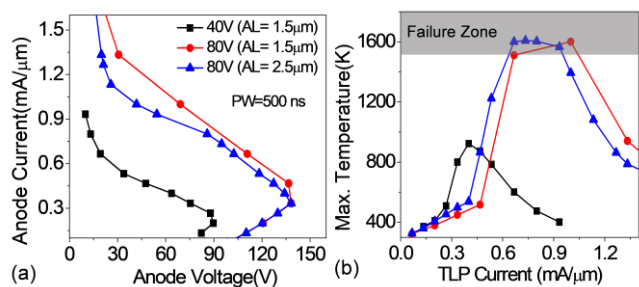 1.5
1.2
0.9
0.6
0.3
Anode Current(mA/μm)
40V (AL= 1.5μm)
80V (AL= 1.5μm)
80V (AL= 2.5μm)
PW=500 ns
0 30 60 90 120 150
Anode Voltage(V)
(a)
1600
1200
800
400
Max. Temperature(K)
Failure Zone
0.0 0.3 0.6 0.9 1.2
TLP Current (mA/μm)
(b)